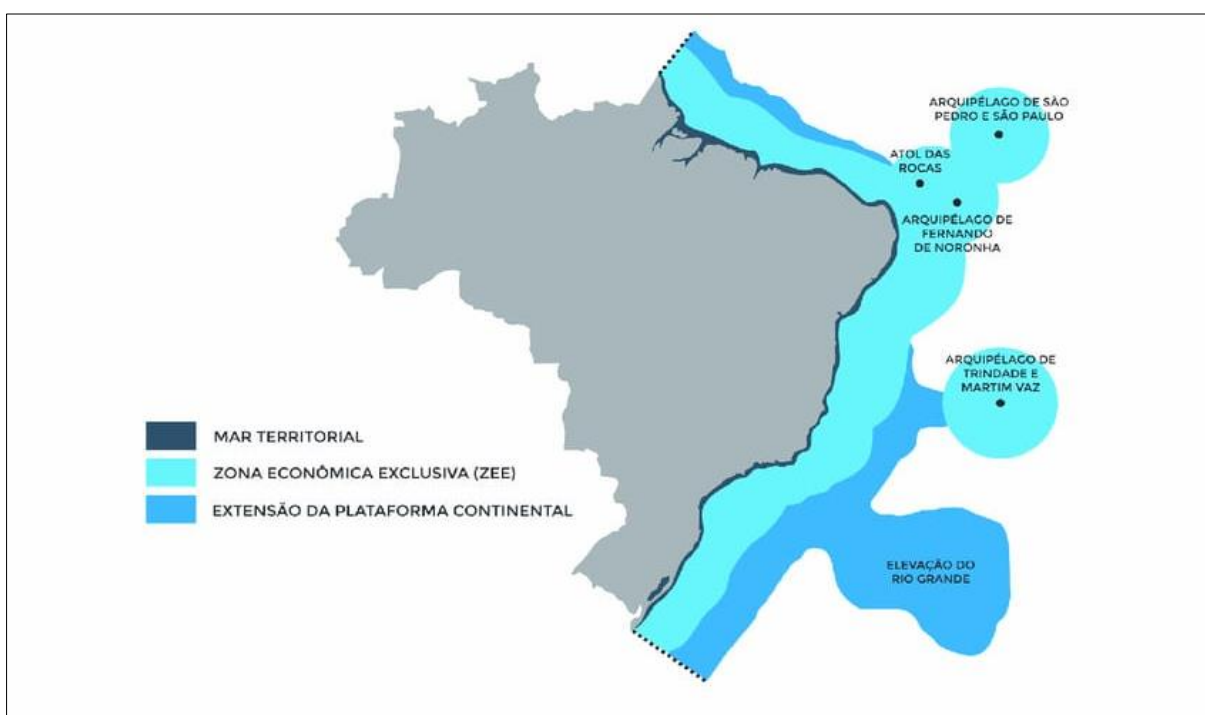 ARQUIPÉLAGO DE SÃO
PEDRO E SÃO PAULO
ATOL DAS
ROCAS
ARQUIPÉLAGO DE
FERNANDO
DE NORONHA
ARQUIPÉLAGO DE
TRINDADE E
MARTIM VAZ
MAR TERRITORIAL
ZONA ECONÔMICA EXCLUSIVA (ZEE)
EXTENSÃO DA PLATAFORMA CONTINENTAL
ELEVAÇÃO DO
RIO GRANDE